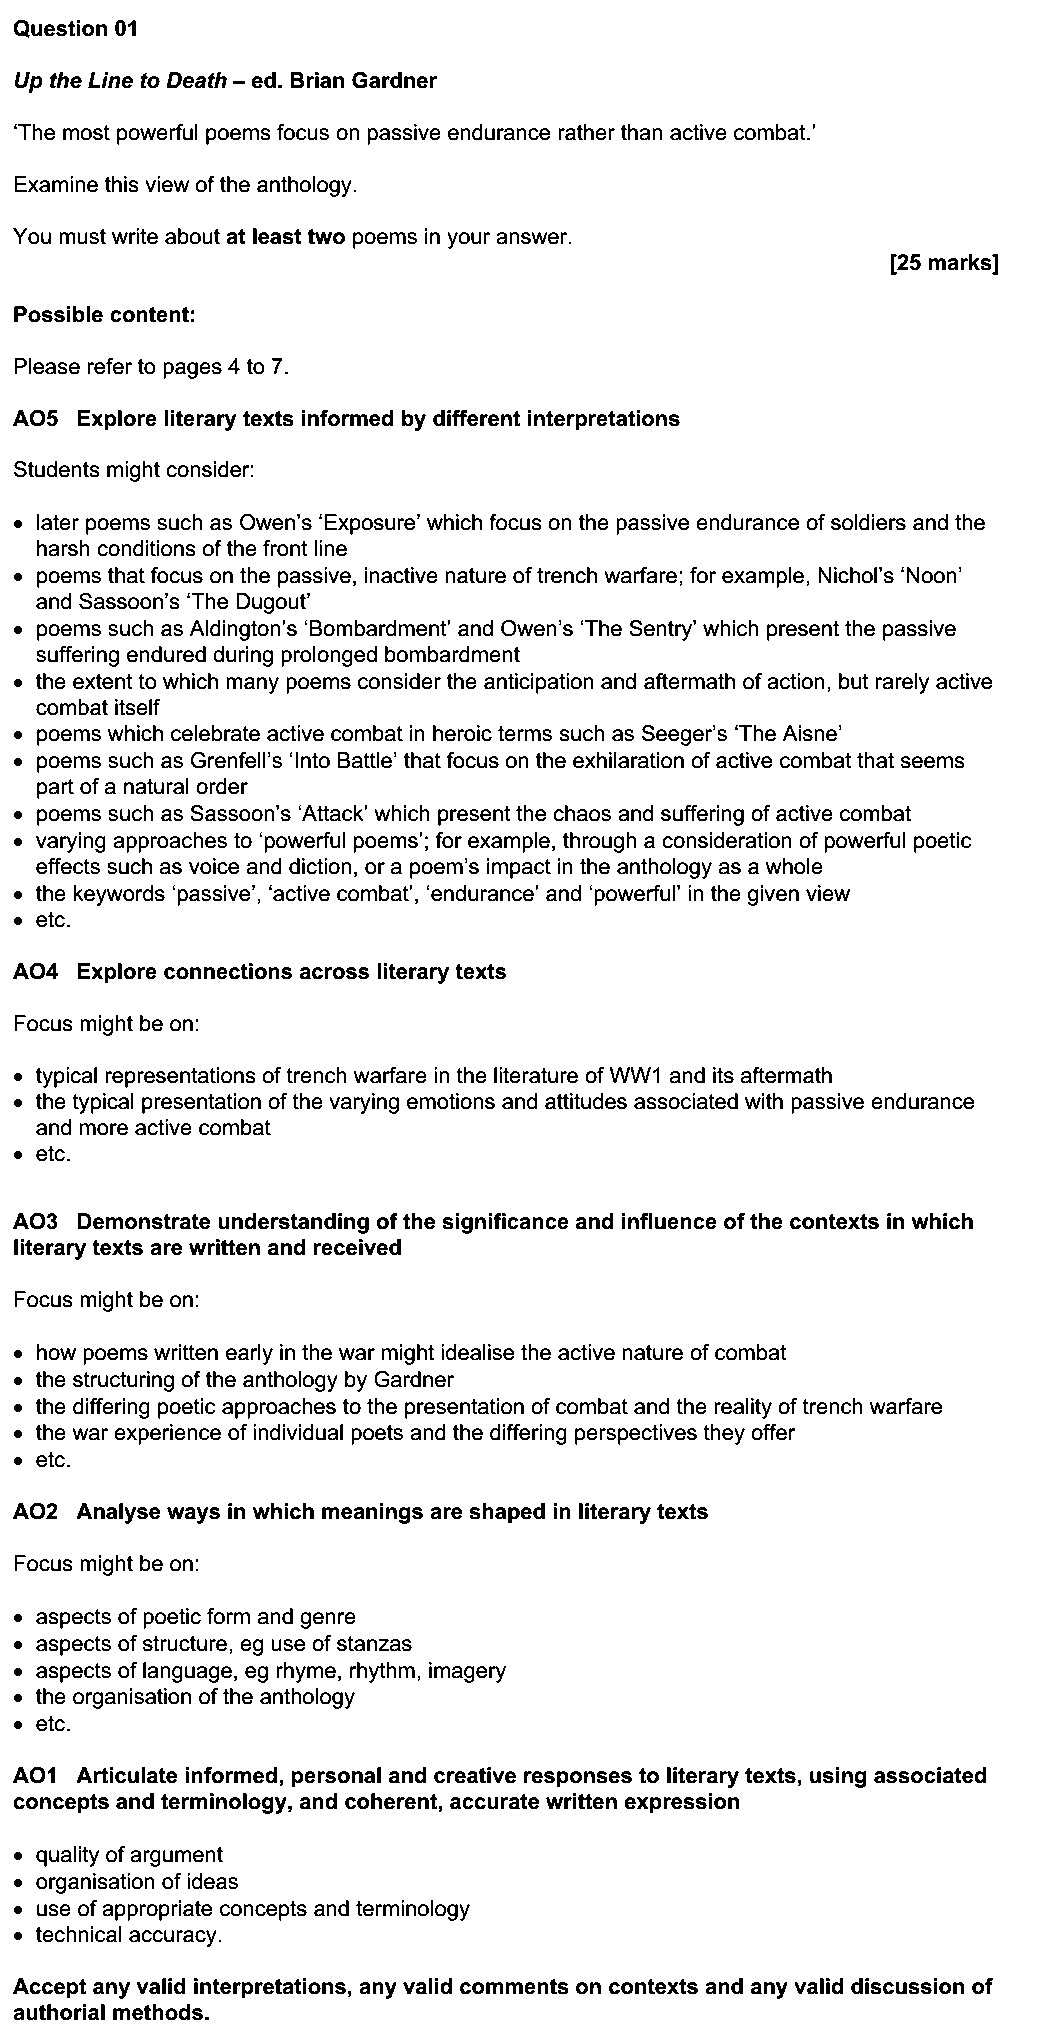 Question 01
Up the Line to Death – ed. Brian Gardner
‘The most powerful poems focus on passive endurance rather than active combat.’
Examine this view of the anthology.
You must write about at least two poems in your answer.
[25 marks]
Possible content:
Please refer to pages 4 to 7.
AO5 Explore literary texts informed by different interpretations
Students might consider:
• later poems such as Owen’s ‘Exposure’ which focus on the passive endurance of soldiers and the
harsh conditions of the front line
• poems that focus on the passive, inactive nature of trench warfare; for example, Nichol’s ‘Noon’
and Sassoon’s ‘The Dugout’
• poems such as Aldington’s ‘Bombardment’ and Owen’s ‘The Sentry’ which present the passive
suffering endured during prolonged bombardment
• the extent to which many poems consider the anticipation and aftermath of action, but rarely active
combat itself
• poems which celebrate active combat in heroic terms such as Seeger’s ‘The Aisne’
• poems such as Grenfell’s ‘Into Battle’ that focus on the exhilaration of active combat that seems
part of a natural order
• poems such as Sassoon’s ‘Attack’ which present the chaos and suffering of active combat
• varying approaches to ‘powerful poems’; for example, through a consideration of powerful poetic
effects such as voice and diction, or a poem’s impact in the anthology as a whole
• the keywords ‘passive’, ‘active combat’, ‘endurance’ and ‘powerful’ in the given view
• etc.
AO4 Explore connections across literary texts
Focus might be on:
• typical representations of trench warfare in the literature of WW1 and its aftermath
• the typical presentation of the varying emotions and attitudes associated with passive endurance
and more active combat
• etc.
AO3 Demonstrate understanding of the significance and influence of the contexts in which
literary texts are written and received
Focus might be on:
• how poems written early in the war might idealise the active nature of combat
• the structuring of the anthology by Gardner
• the differing poetic approaches to the presentation of combat and the reality of trench warfare
• the war experience of individual poets and the differing perspectives they offer
• etc.
AO2 Analyse ways in which meanings are shaped in literary texts
Focus might be on:
• aspects of poetic form and genre
• aspects of structure, eg use of stanzas
• aspects of language, eg rhyme, rhythm, imagery
• the organisation of the anthology
• etc.
AO1 Articulate informed, personal and creative responses to literary texts, using associated
concepts and terminology, and coherent, accurate written expression
• quality of argument
• organisation of ideas
• use of appropriate concepts and terminology
• technical accuracy.
Accept any valid interpretations, any valid comments on contexts and any valid discussion of
authorial methods.